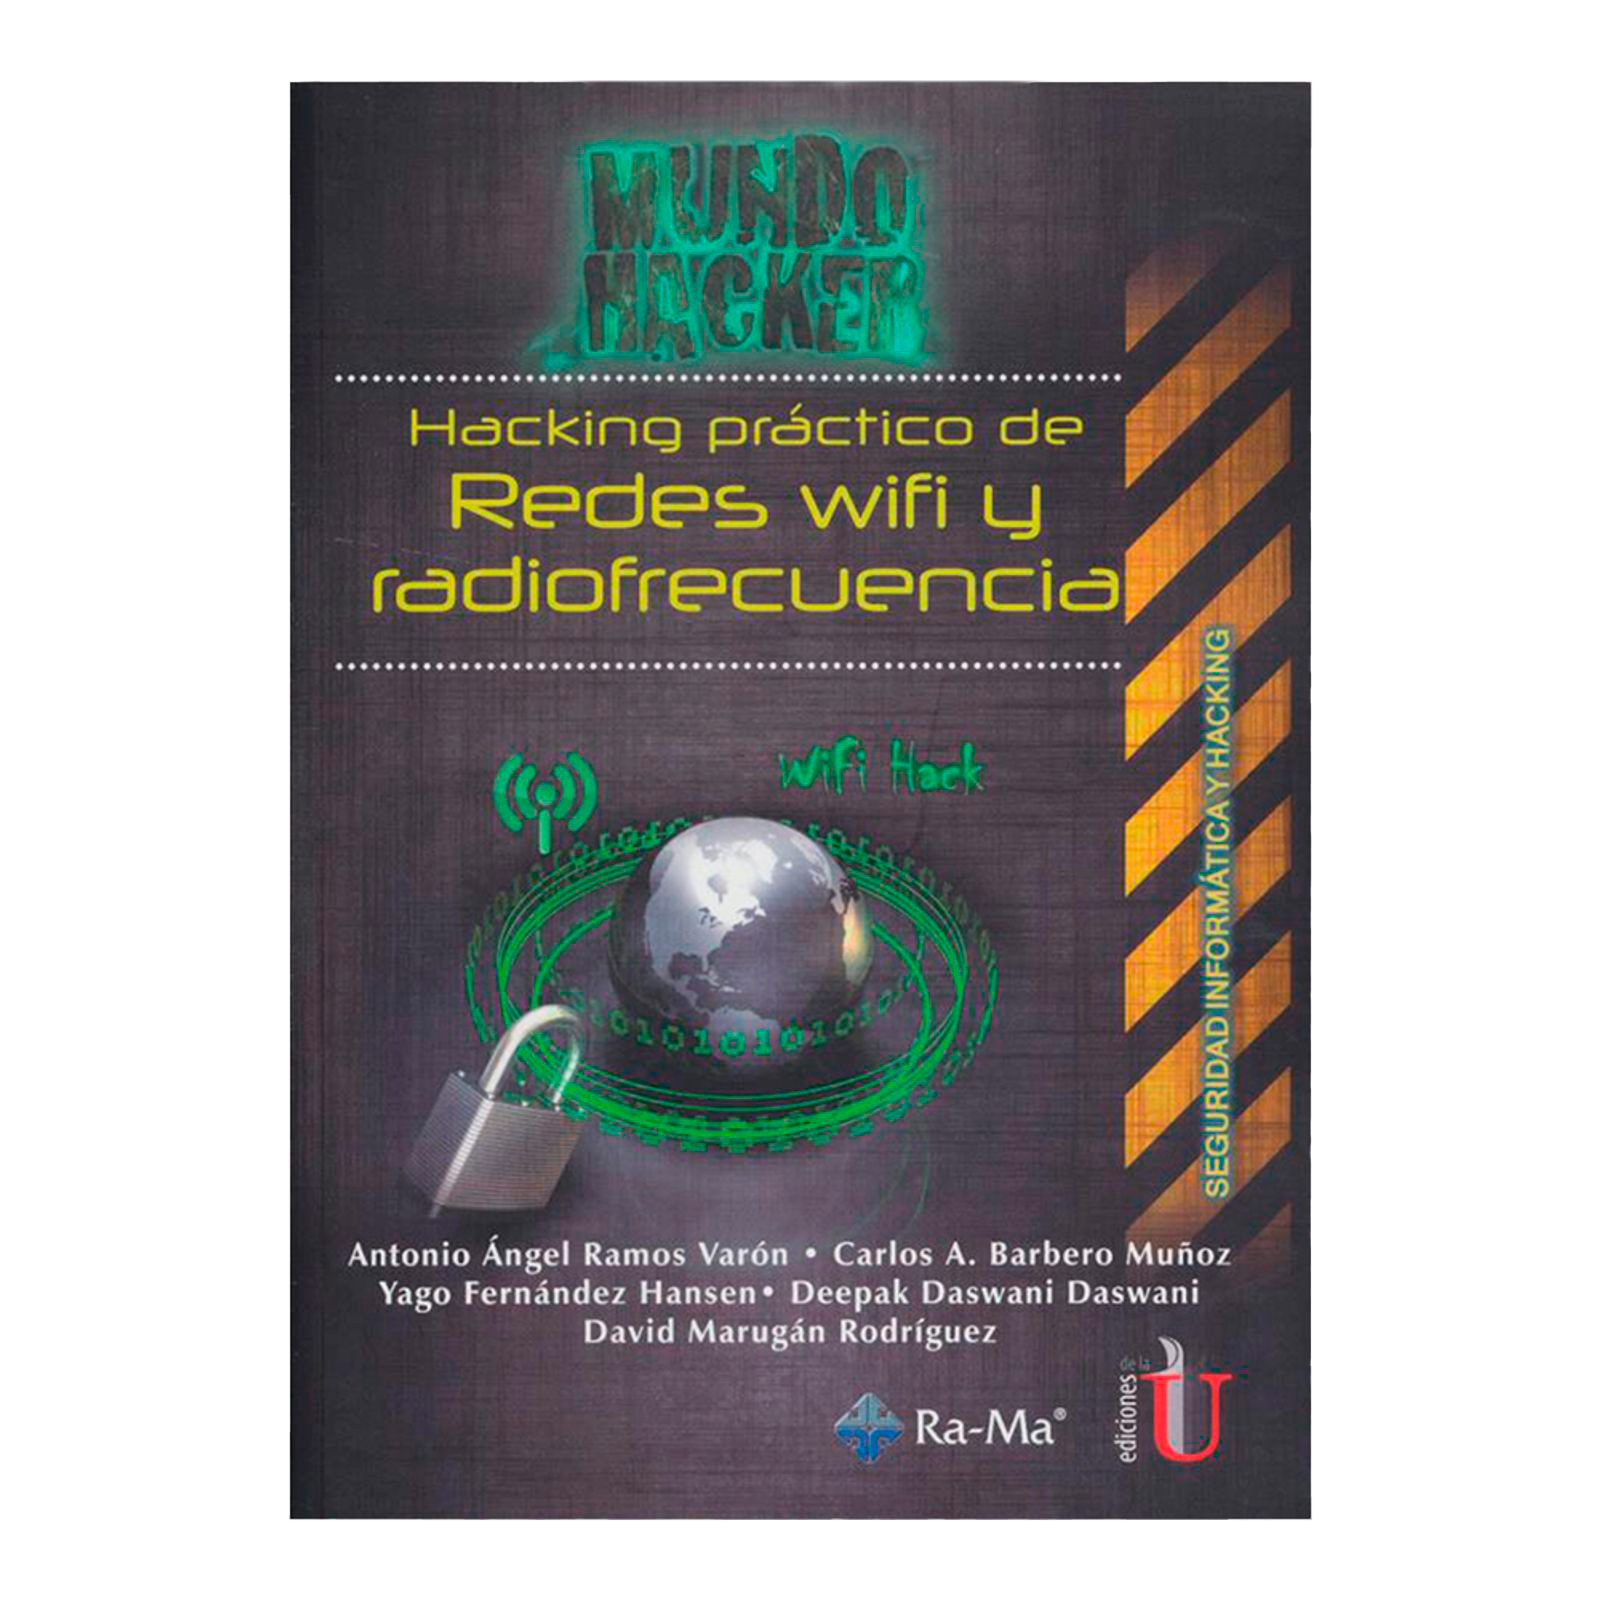 MUNDO
HACKER
Hacking práctico de
Redes wifi y
radiofrecuencia
Wifi Hack
SEGURIDAD INFORMÁTICA Y HACKING
Antonio Ángel Ramos Varón • Carlos A. Barbero Muñoz
Yago Fernández Hansen • Deepak Daswani Daswani
David Marugán Rodríguez
Ra-Ma®
ediciones de la U